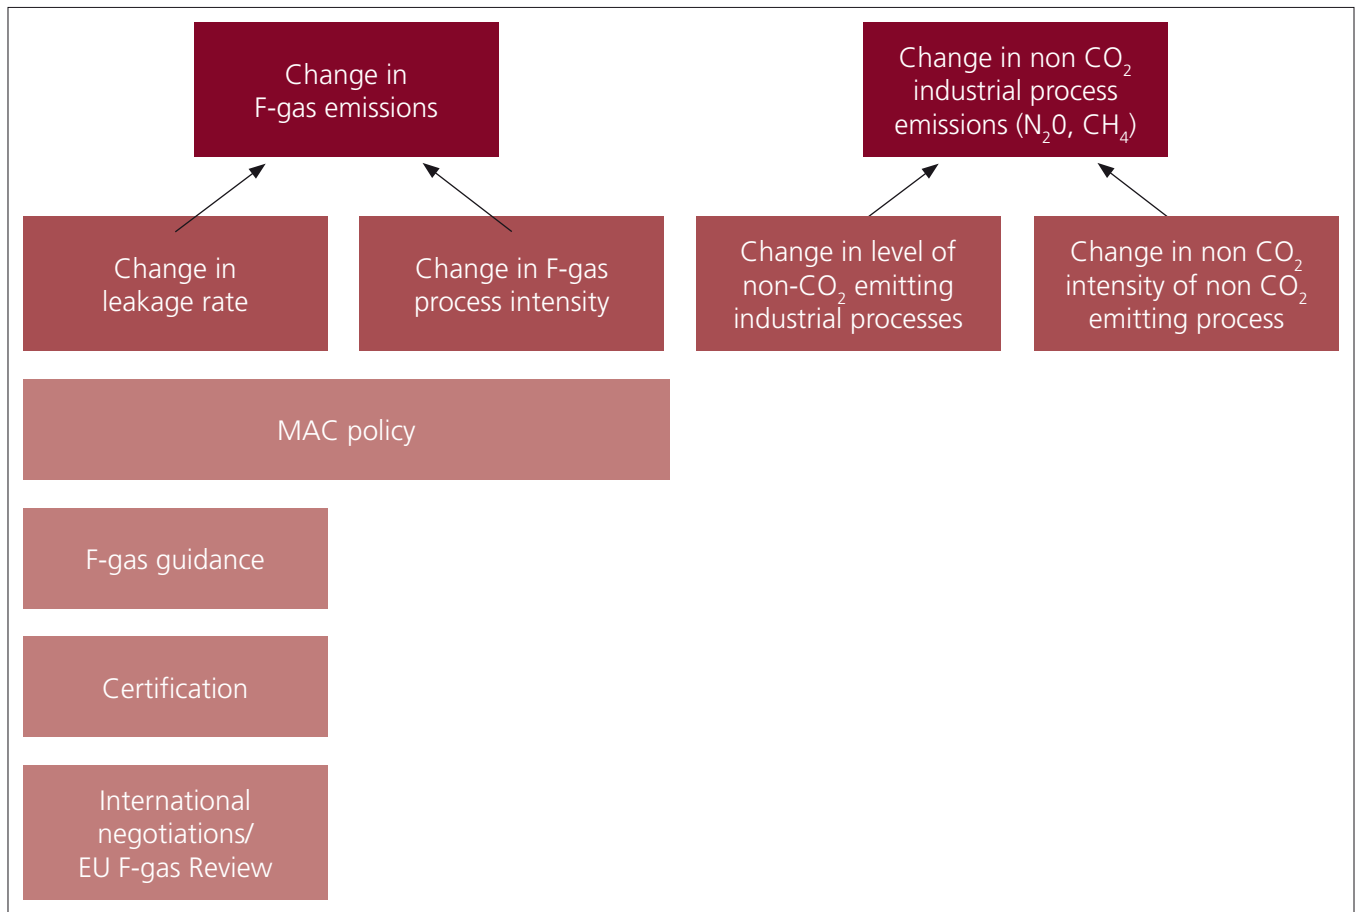 Change in
F-gas emissions
Change in non CO₂
industrial process
emissions (N₂0, CH₄)
Change in
leakage rate
Change in F-gas
process intensity
Change in level of
non-CO₂ emitting
industrial processes
Change in non CO₂
intensity of non CO₂
emitting process
MAC policy
F-gas guidance
Certification
International
negotiations/
EU F-gas Review